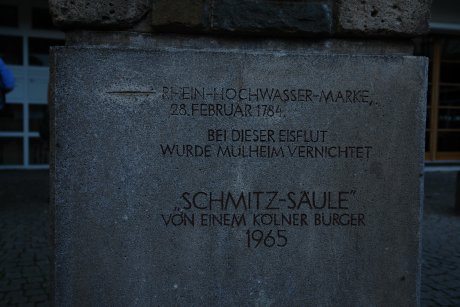 RHEIN-HOCHWASSER-MARKE,
28. FEBRUAR 1784.
BEI DIESER EISFLUT
WURDE MÜLHEIM VERNICHTET
„SCHMITZ-SÄULE”
VON EINEM KÖLNER BÜRGER
1965